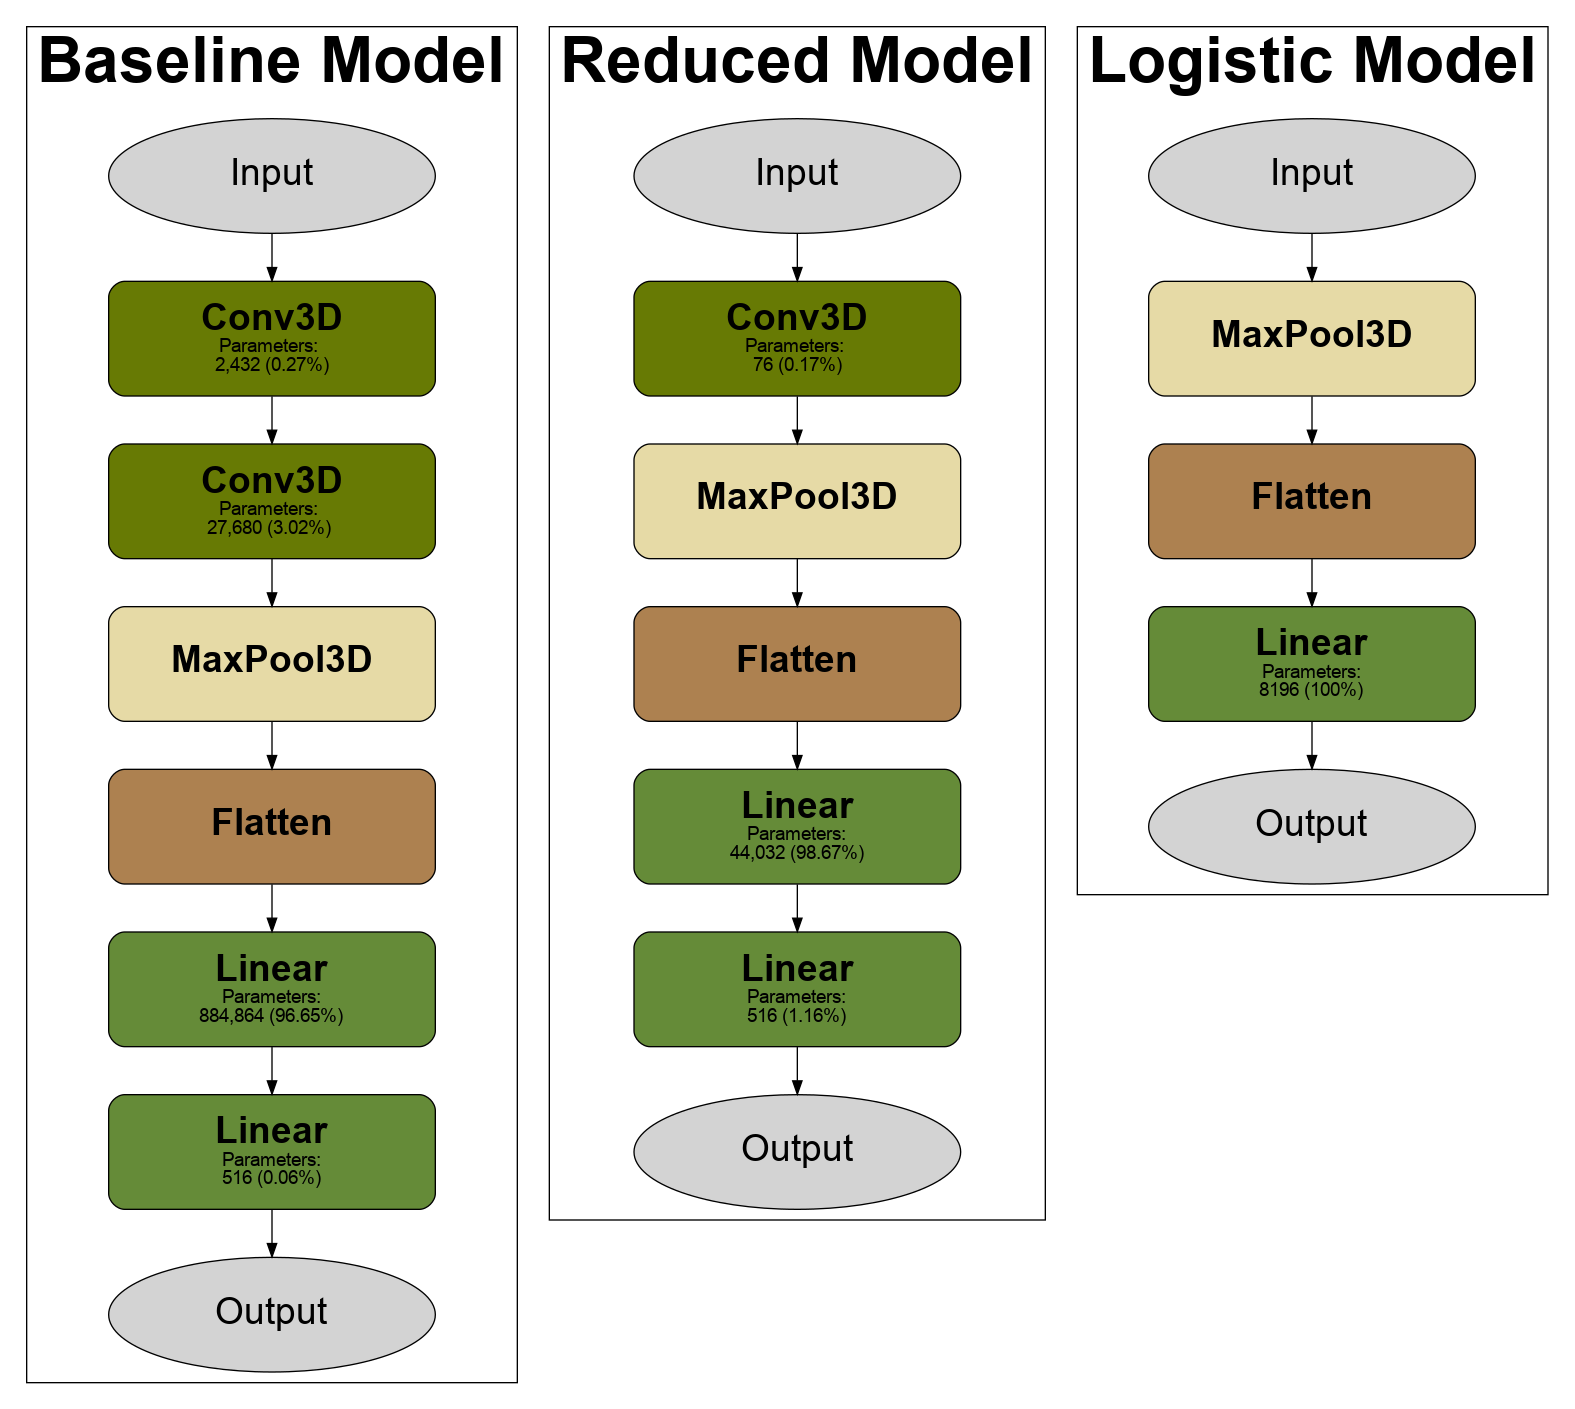 Baseline Model
Input
Conv3D
Parameters:
2,432 (0.27%)
Conv3D
Parameters:
27,680 (3.02%)
MaxPool3D
Flatten
Linear
Parameters:
884,864 (96.65%)
Linear
Parameters:
516 (0.06%)
Output
Reduced Model
Input
Conv3D
Parameters:
76 (0.17%)
MaxPool3D
Flatten
Linear
Parameters:
44,032 (98.67%)
Linear
Parameters:
516 (1.16%)
Output
Logistic Model
Input
MaxPool3D
Flatten
Linear
Parameters:
8196 (100%)
Output